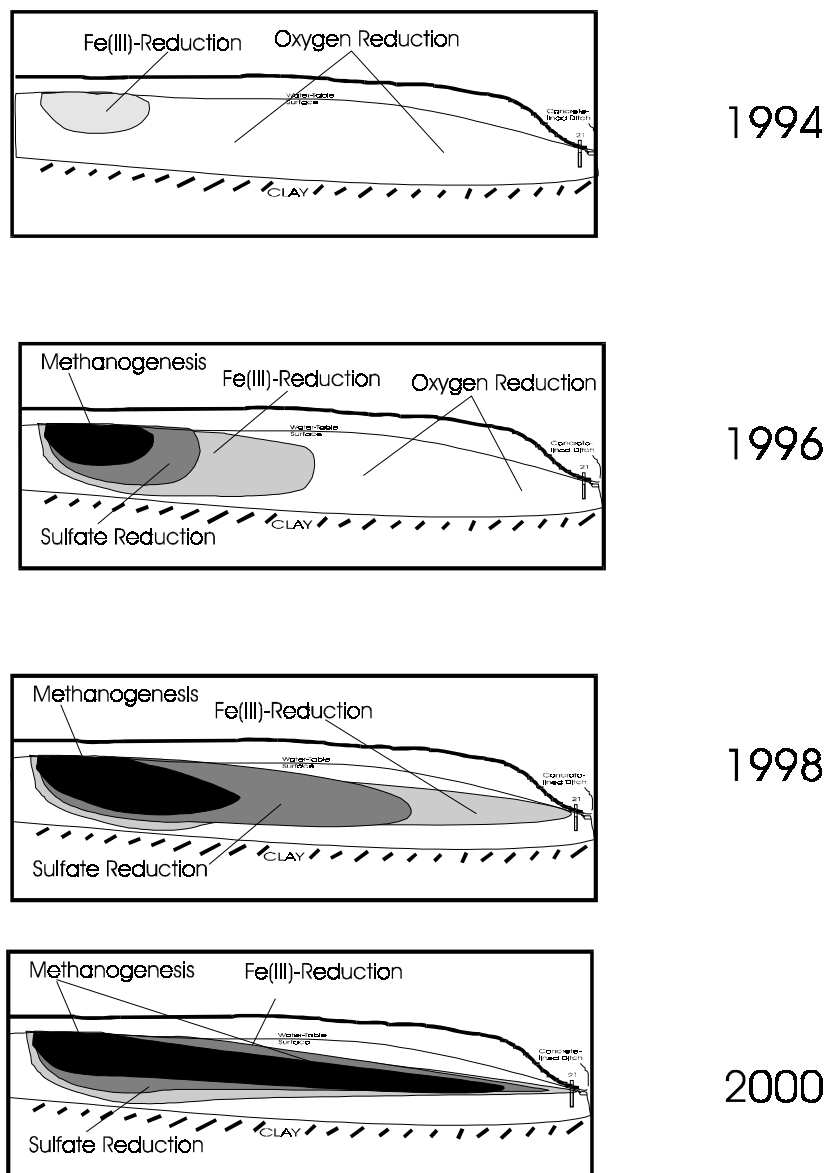 Fe(III)-Reduction
Oxygen Reduction
Water-Table
Surface
Concrete-
lined Ditch
21
CLAY
1994
Methanogenesis
Fe(III)-Reduction
Oxygen Reduction
Water-Table
Surface
Concrete-
lined Ditch
21
Sulfate Reduction
CLAY
1996
Methanogenesis
Fe(III)-Reduction
Water-Table
Surface
Concrete-
lined Ditch
21
Sulfate Reduction
CLAY
1998
Methanogenesis
Fe(III)-Reduction
Water-Table
Surface
Concrete-
lined Ditch
21
Sulfate Reduction
CLAY
2000